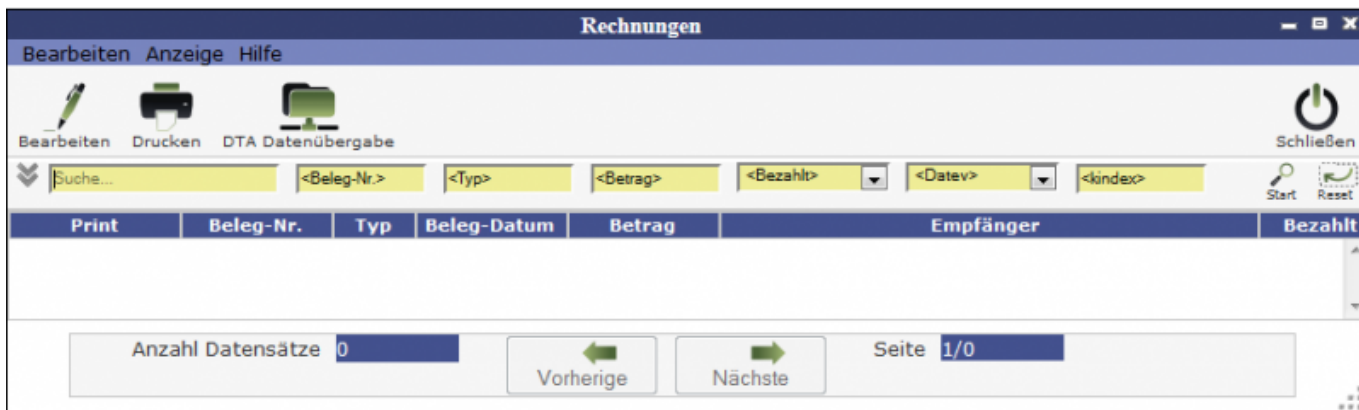 Rechnungen
Bearbeiten Anzeige Hilfe
Bearbeiten Drucken DTA Datenübergabe Schließen
Suche... <Beleg-Nr.> <Typ> <Betrag> <Bezahlt> <Datev> <kindex> Start Reset
Print Beleg-Nr. Typ Beleg-Datum Betrag Empfänger Bezahlt
Anzahl Datensätze 0 Vorherige Nächste Seite 1/0